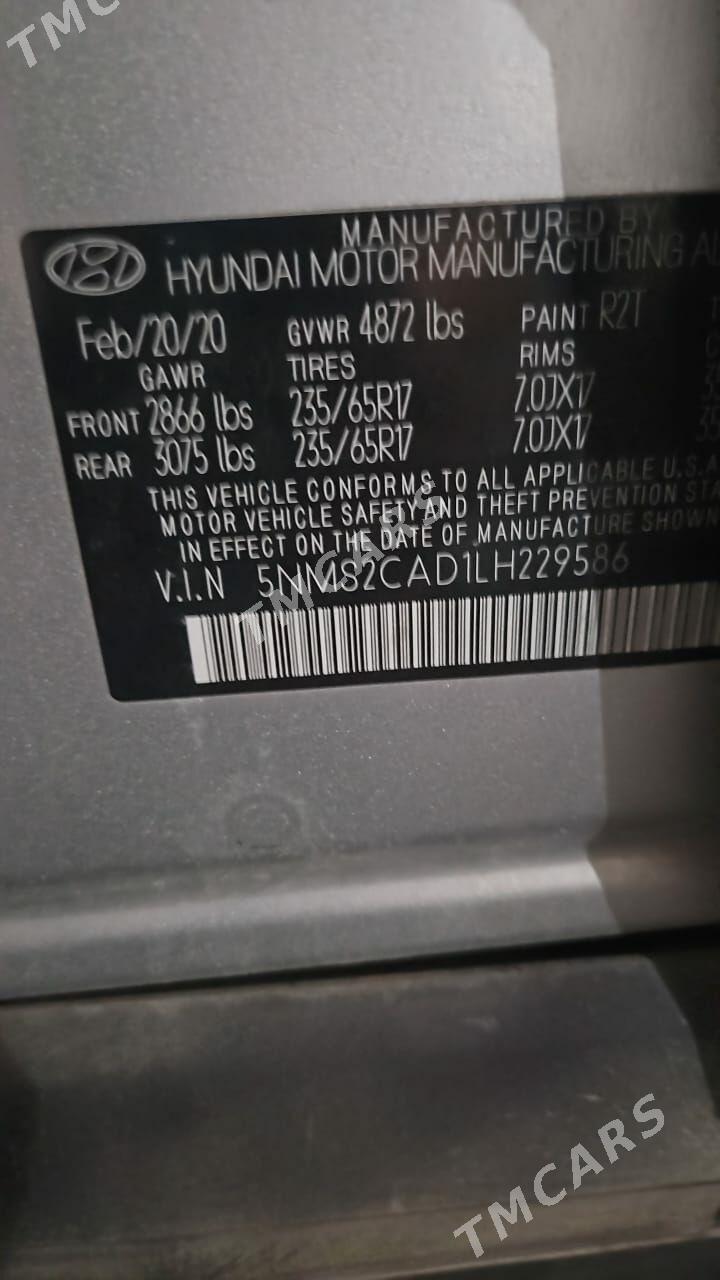 TMC
MANUFACTURED BY
HYUNDAI MOTOR MANUFACTURING
Feb/20/20 GVWR 4872 lbs PAINT R2T
GAWR TIRES RIMS
FRONT 2866 lbs 235/65R17 7.0JX17
REAR 3075 lbs 235/65R17 7.0JX17
THIS VEHICLE CONFORMS TO ALL APPLICABLE U.S.A
MOTOR VEHICLE SAFETY AND THEFT PREVENTION STA
IN EFFECT ON THE DATE OF MANUFACTURE SHOWN
V.I.N 5NMS2CAD1LH229586
TMCARS
TMCARS